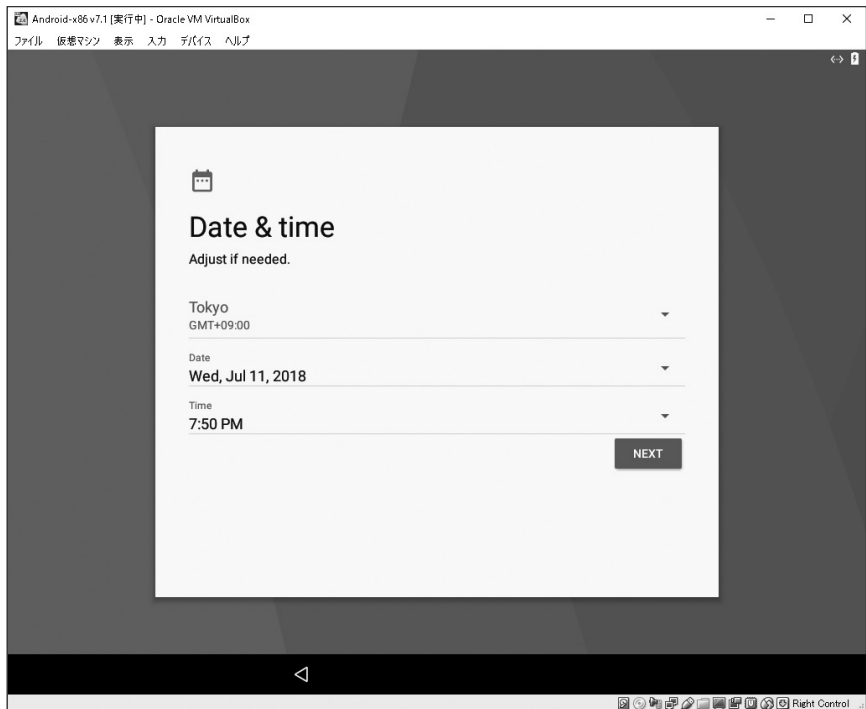 Android-x86 v7.1 [実行中] - Oracle VM VirtualBox
ファイル 仮想マシン 表示 入力 デバイス ヘルプ
Date & time
Adjust if needed.
Tokyo
GMT+09:00
Date
Wed, Jul 11, 2018
Time
7:50 PM
NEXT
Right Control